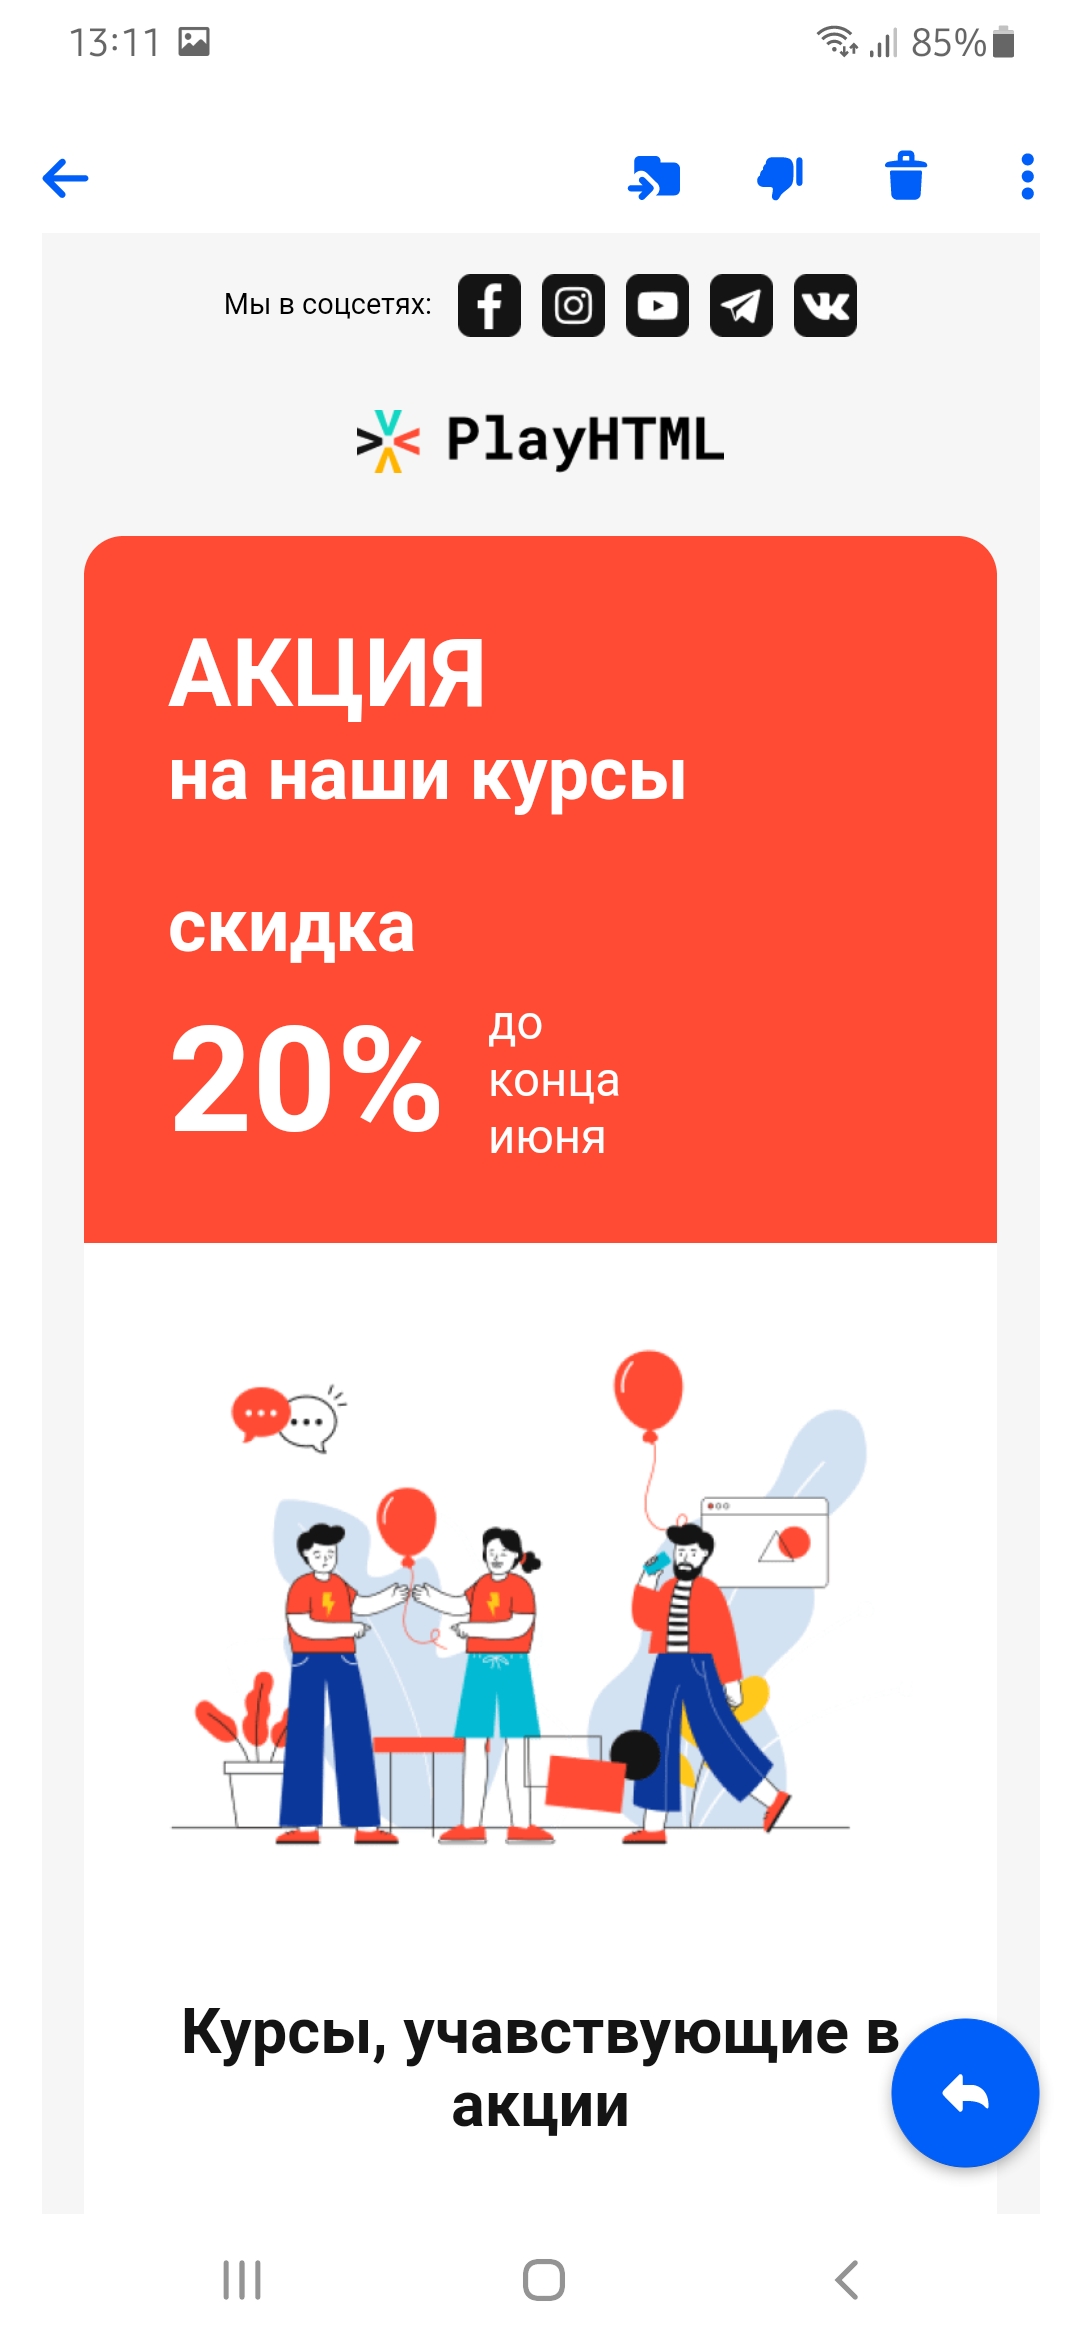 13:11
85%
Мы в соцсетях:
PlayHTML
АКЦИЯ
на наши курсы
скидка
20%
до
конца
июня
Курсы, учавствующие в
акции